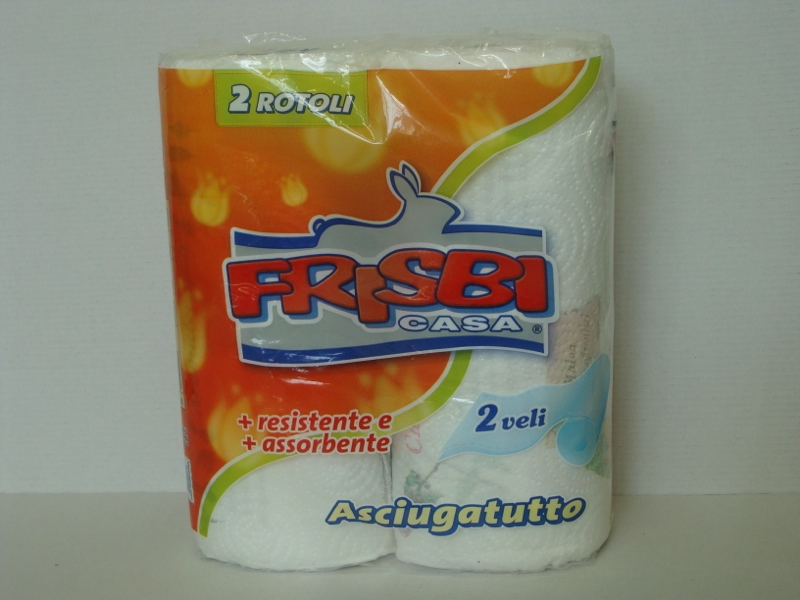 2 ROTOLI
FRISBI
CASA ®
+ resistente e
+ assorbente
2 veli
Asciugatutto